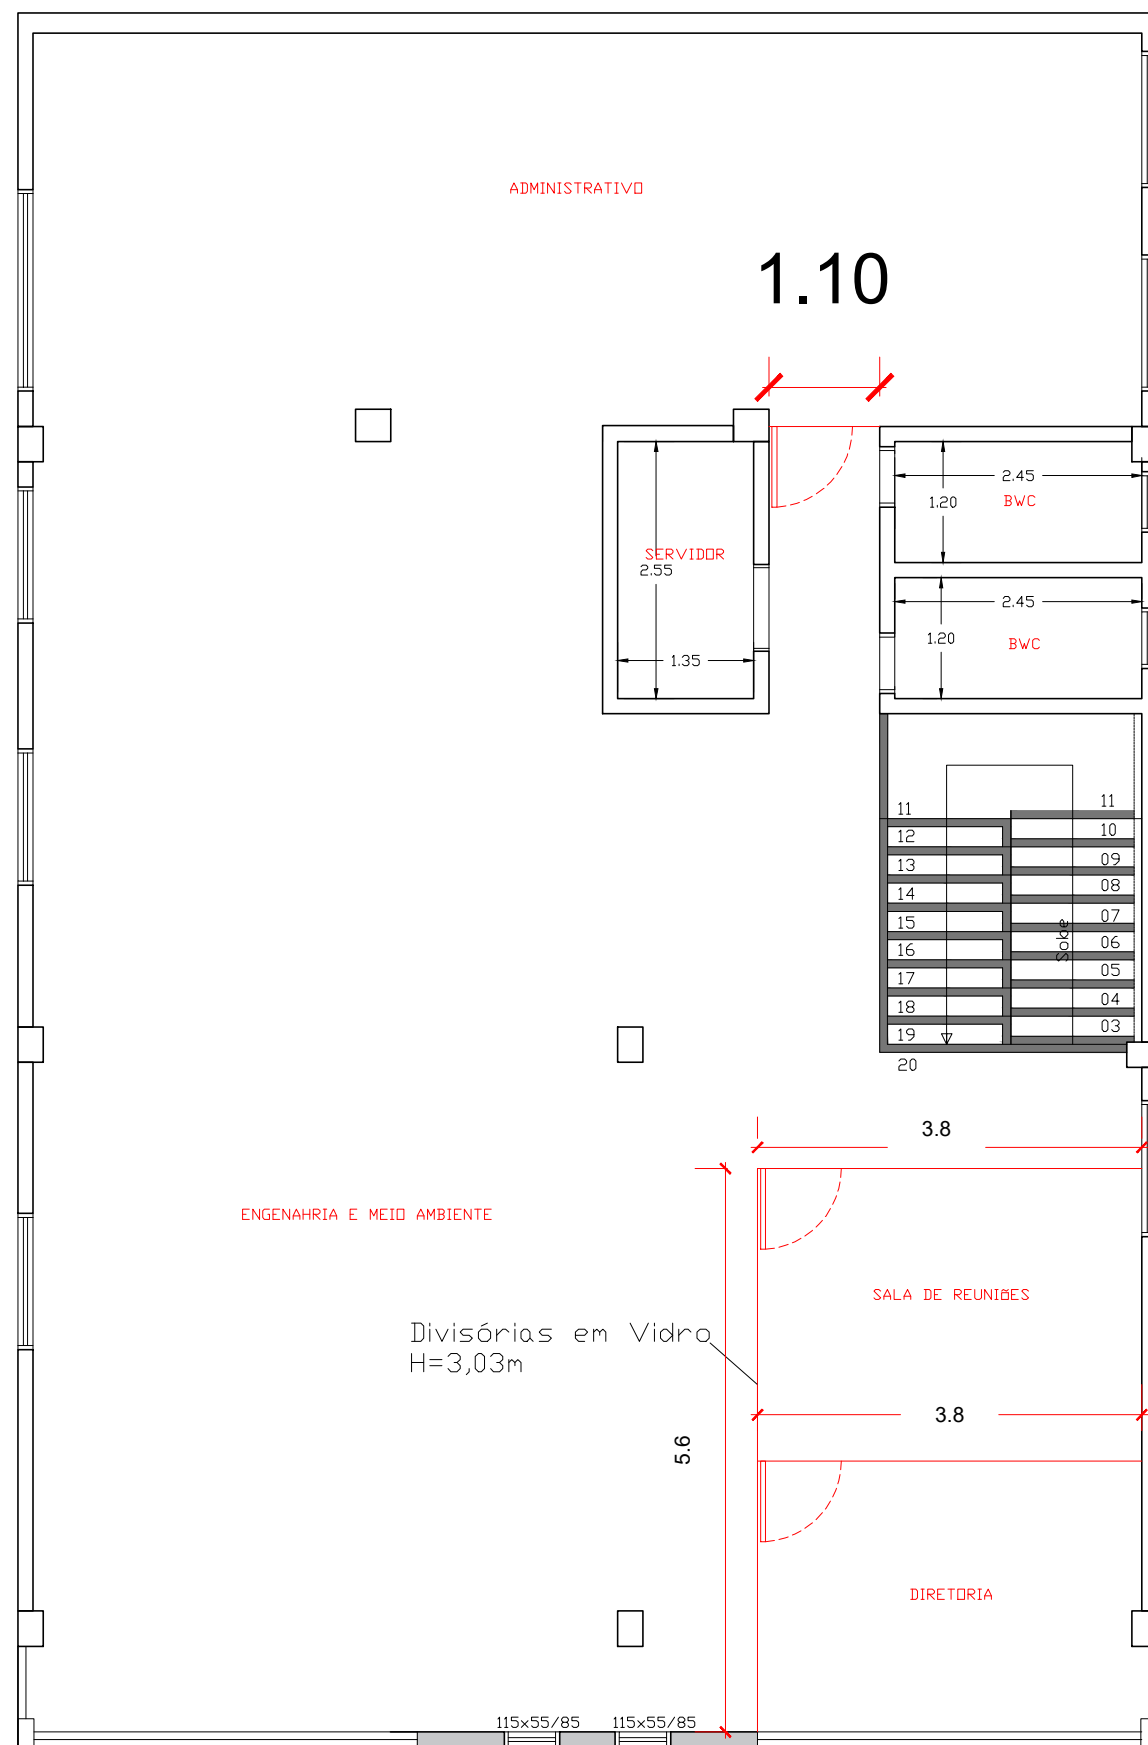 ADMINISTRATIVO
1.10
2.45
BWC
1.20
SERVIDOR
2.55
2.45
1.20
BWC
1.35
11
11
12
10
13
09
14
08
15
07
16
06
Sobe
17
05
18
04
19
03
20
3.8
ENGENAHRIA E MEIO AMBIENTE
SALA DE REUNIÕES
Divisórias em Vidro
H=3,03m
3.8
5.6
DIRETORIA
115x55/85
115x55/85